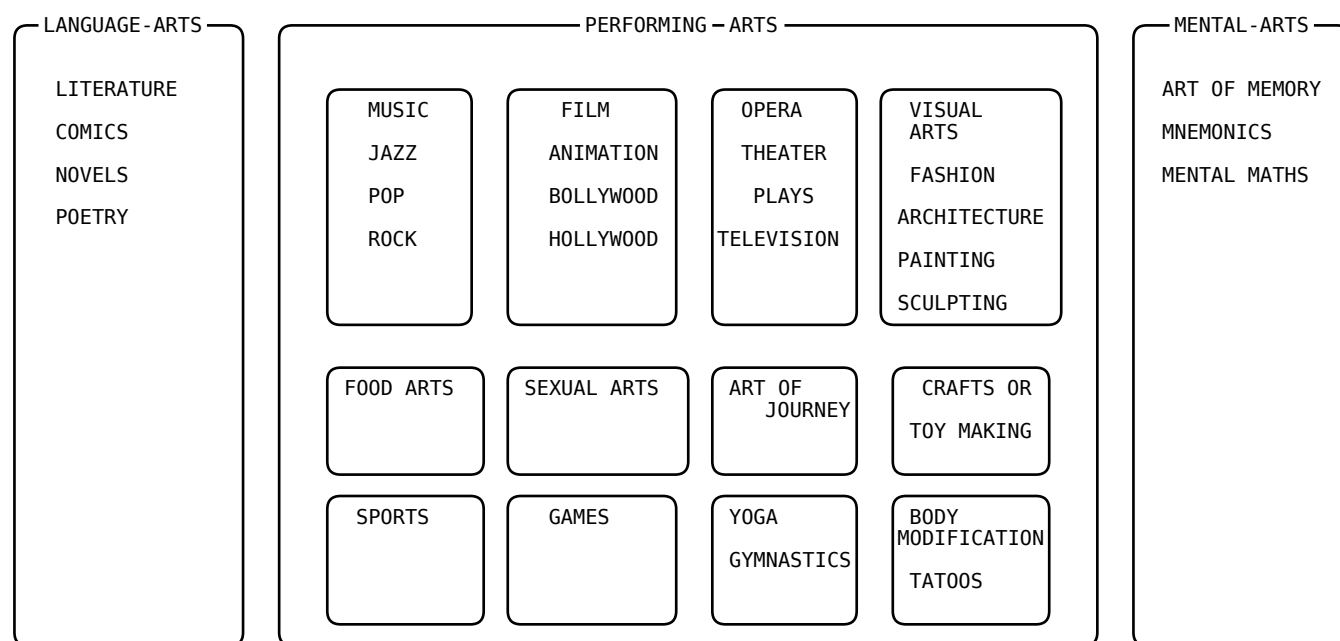 LANGUAGE-ARTS
LITERATURE
COMICS
NOVELS
POETRY
PERFORMING-ARTS
MUSIC
JAZZ
POP
ROCK
FILM
ANIMATION
BOLLYWOOD
HOLLYWOOD
OPERA
THEATER
PLAYS
TELEVISION
VISUAL
ARTS
FASHION
ARCHITECTURE
PAINTING
SCULPTING
FOOD ARTS
SEXUAL ARTS
ART OF
JOURNEY
CRAFTS OR
TOY MAKING
SPORTS
GAMES
YOGA
GYMNASTICS
BODY
MODIFICATION
TATOOS
MENTAL-ARTS
ART OF MEMORY
MNEMONICS
MENTAL MATHS